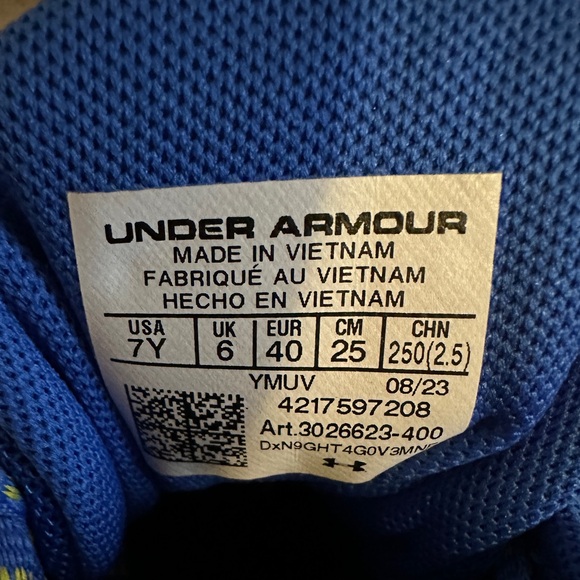 UNDER ARMOUR
MADE IN VIETNAM
FABRIQUÉ AU VIETNAM
HECHO EN VIETNAM
USA UK EUR CM CHN
7Y 6 40 25 250(2.5)
YMUV 08/23
4217597208
Art.3026623-400